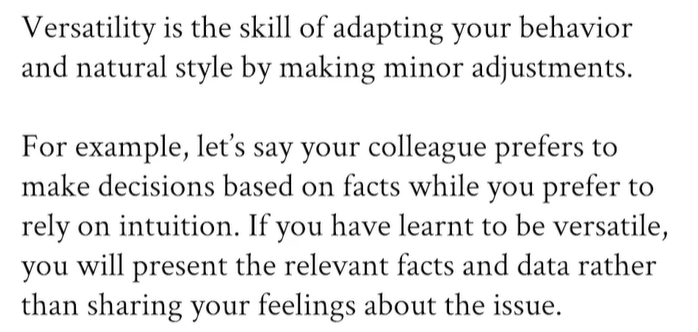 Versatility is the skill of adapting your behavior
and natural style by making minor adjustments.
For example, let’s say your colleague prefers to
make decisions based on facts while you prefer to
rely on intuition. If you have learnt to be versatile,
you will present the relevant facts and data rather
than sharing your feelings about the issue.